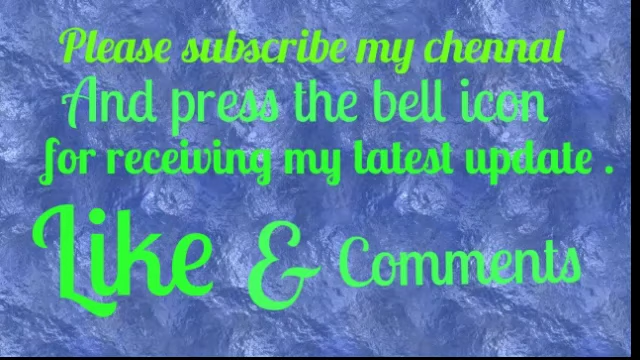 Please subscribe my chennal
And press the bell icon
for receiving my latest update .
Like & Comments